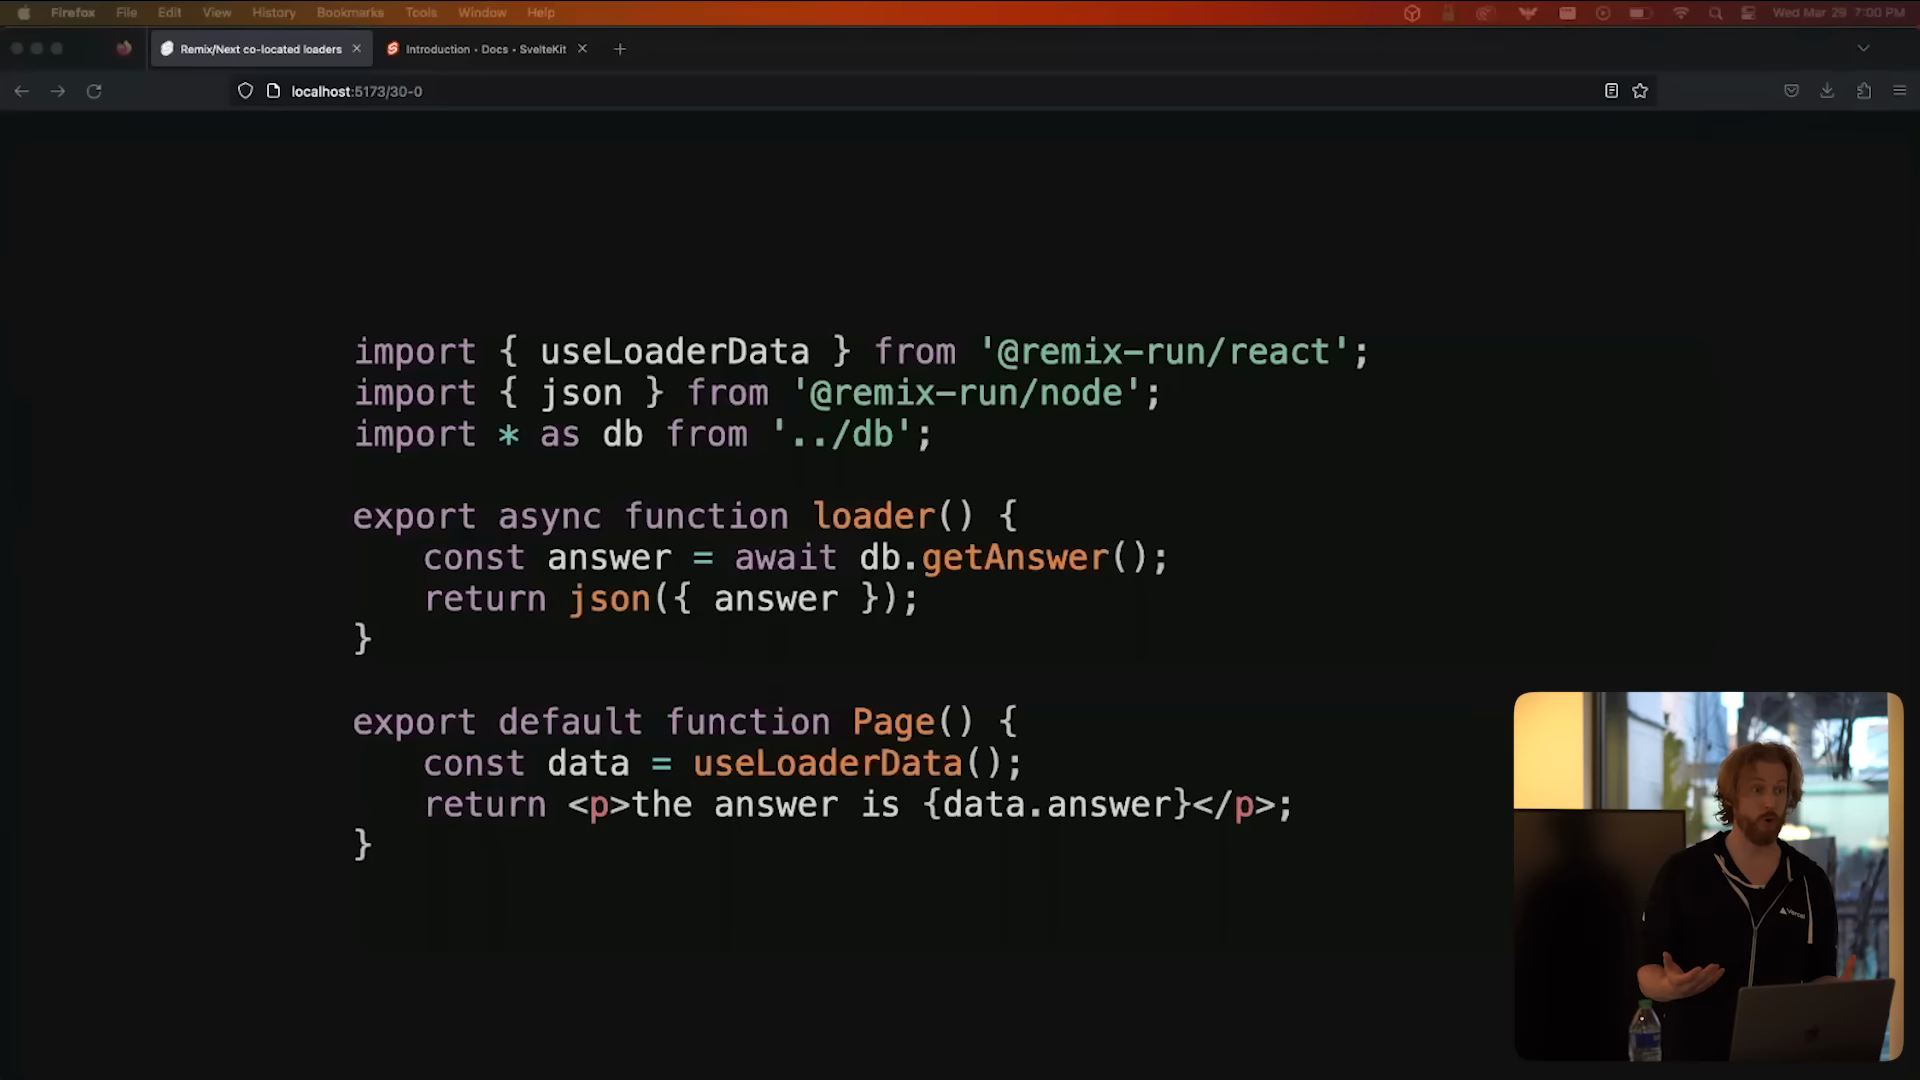 Firefox File Edit View History Bookmarks Tools Window Help Wed Mar 29 7:00 PM
Remix/Next co-located loaders Introduction • Docs • SvelteKit
localhost:5173/30-0
import { useLoaderData } from '@remix-run/react';
import { json } from '@remix-run/node';
import * as db from '../db';
export async function loader() {
const answer = await db.getAnswer();
return json({ answer });
}
export default function Page() {
const data = useLoaderData();
return <p>the answer is {data.answer}</p>;
}
Vercel